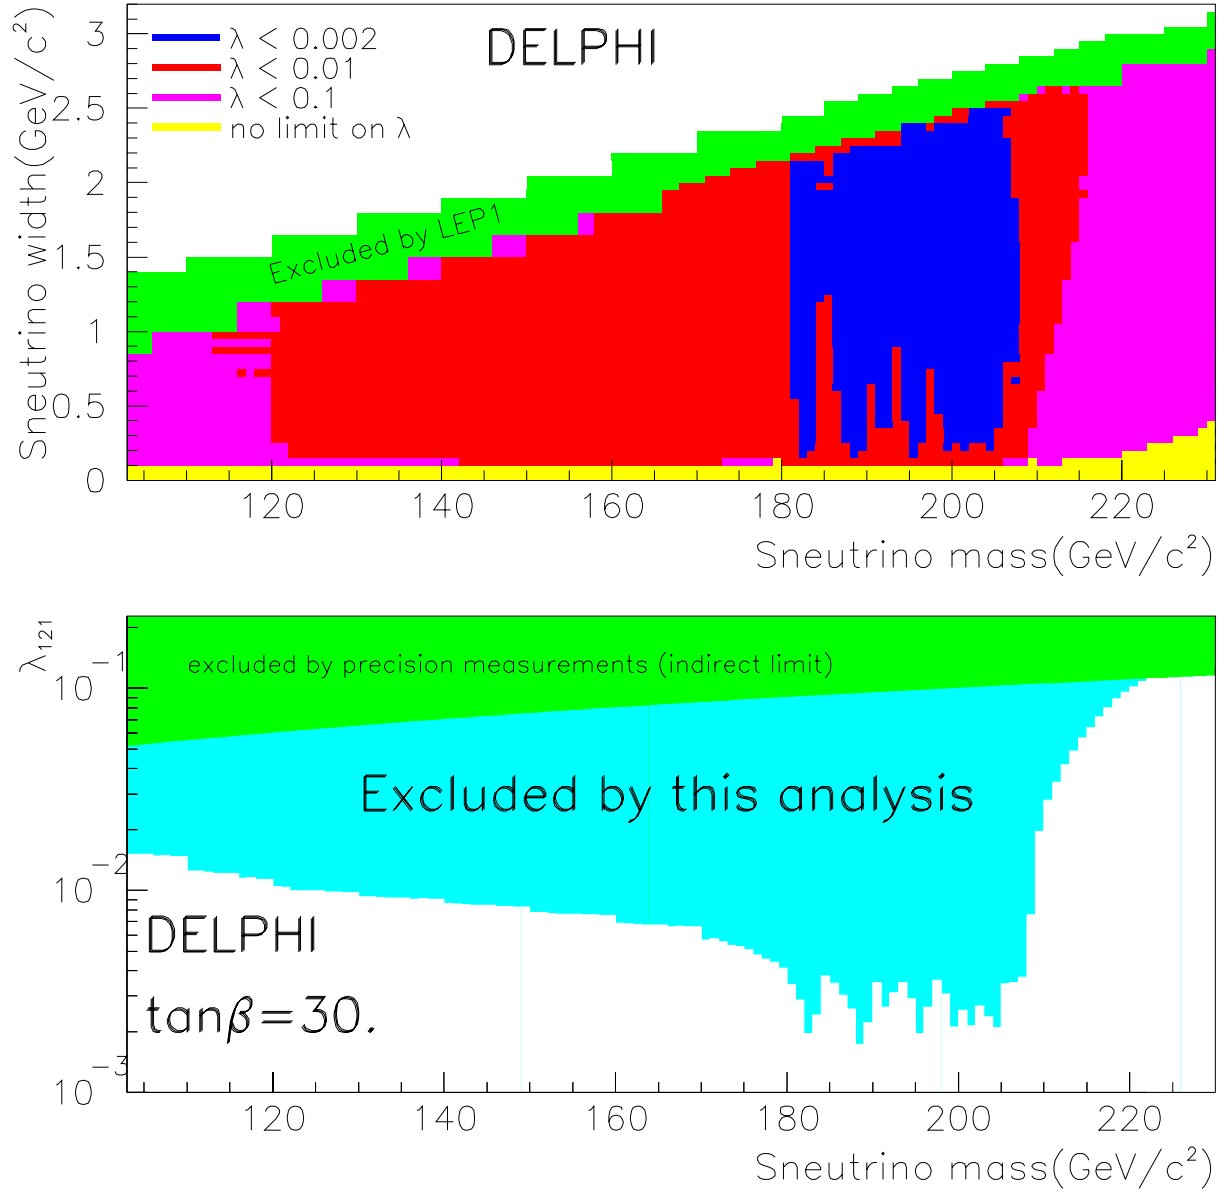 Sneutrino width(GeV/c²)
3
2.5
2
1.5
1
0.5
0
λ < 0.002
λ < 0.01
λ < 0.1
no limit on λ
DELPHI
Excluded by LEP1
120 140 160 180 200 220
Sneutrino mass(GeV/c²)
λ₁₂₁
10⁻¹
10⁻²
10⁻³
excluded by precision measurements (indirect limit)
Excluded by this analysis
DELPHI
tanβ=30.
120 140 160 180 200 220
Sneutrino mass(GeV/c²)